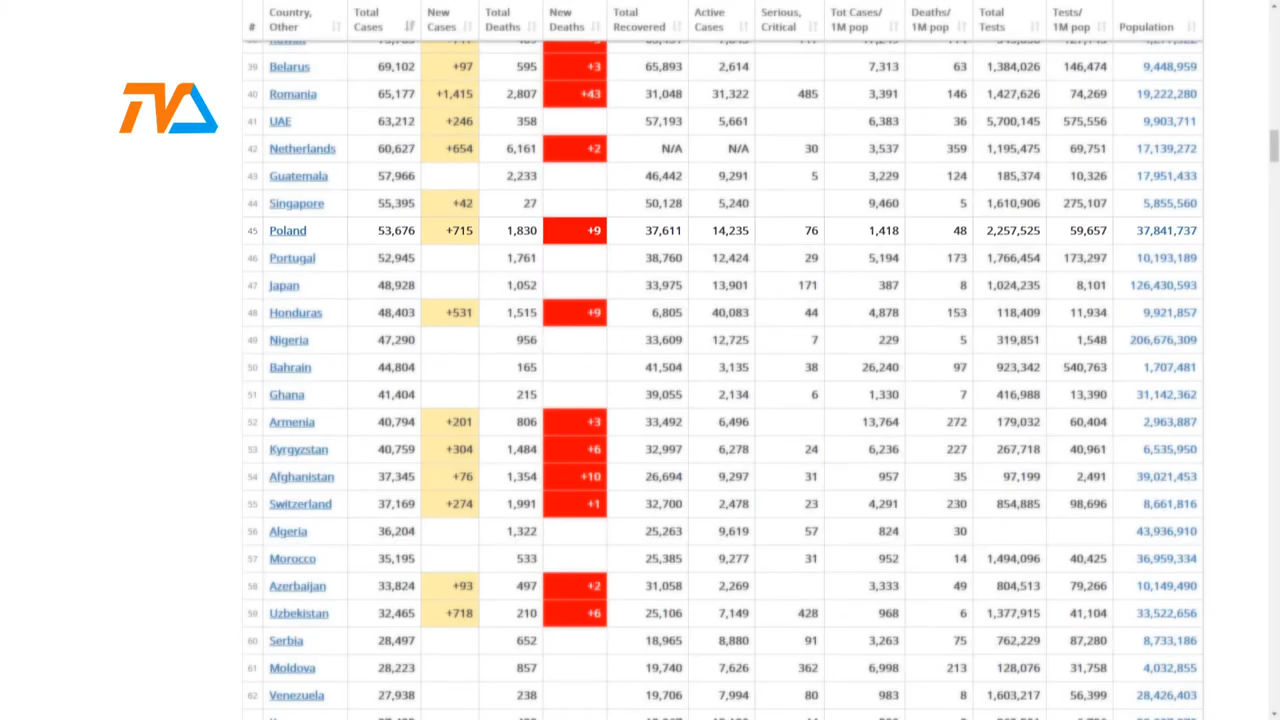 # Country, Other Total Cases New Cases Total Deaths New Deaths Total Recovered Active Cases Serious, Critical Tot Cases/ 1M pop Deaths/ 1M pop Total Tests Tests/ 1M pop Population
39 Belarus 69,102 +97 595 +3 65,893 2,614 7,313 63 1,384,026 146,474 9,448,959
TVA
40 Romania 65,177 +1,415 2,807 +43 31,048 31,322 485 3,391 146 1,427,626 74,269 19,222,280
41 UAE 63,212 +246 358 57,193 5,661 6,383 36 5,700,145 575,556 9,903,711
42 Netherlands 60,627 +654 6,161 +2 N/A N/A 30 3,537 359 1,195,475 69,751 17,139,272
43 Guatemala 57,966 2,233 46,442 9,291 5 3,229 124 185,374 10,326 17,951,433
44 Singapore 55,395 +42 27 50,128 5,240 9,460 5 1,610,906 275,107 5,855,560
45 Poland 53,676 +715 1,830 +9 37,611 14,235 76 1,418 48 2,257,525 59,657 37,841,737
46 Portugal 52,945 1,761 38,760 12,424 29 5,194 173 1,766,454 173,297 10,193,189
47 Japan 48,928 1,052 33,975 13,901 171 387 8 1,024,235 8,101 126,430,593
48 Honduras 48,403 +531 1,515 +9 6,805 40,083 44 4,878 153 118,409 11,934 9,921,857
49 Nigeria 47,290 956 33,609 12,725 7 229 5 319,851 1,548 206,676,309
50 Bahrain 44,804 165 41,504 3,135 38 26,240 97 923,342 540,763 1,707,481
51 Ghana 41,404 215 39,055 2,134 6 1,330 7 416,988 13,390 31,142,362
52 Armenia 40,794 +201 806 +3 33,492 6,496 13,764 272 179,032 60,404 2,963,887
53 Kyrgyzstan 40,759 +304 1,484 +6 32,997 6,278 24 6,236 227 267,718 40,961 6,535,950
54 Afghanistan 37,345 +76 1,354 +10 26,694 9,297 31 957 35 97,199 2,491 39,021,453
55 Switzerland 37,169 +274 1,991 +1 32,700 2,478 23 4,291 230 854,885 98,696 8,661,816
56 Algeria 36,204 1,322 25,263 9,619 57 824 30 43,936,910
57 Morocco 35,195 533 25,385 9,277 31 952 14 1,494,096 40,425 36,959,334
58 Azerbaijan 33,824 +93 497 +2 31,058 2,269 3,333 49 804,513 79,266 10,149,490
59 Uzbekistan 32,465 +718 210 +6 25,106 7,149 428 968 6 1,377,915 41,104 33,522,656
60 Serbia 28,497 652 18,965 8,880 91 3,263 75 762,229 87,280 8,733,186
61 Moldova 28,223 857 19,740 7,626 362 6,998 213 128,076 31,758 4,032,855
62 Venezuela 27,938 238 19,706 7,994 80 983 8 1,603,217 56,399 28,426,403